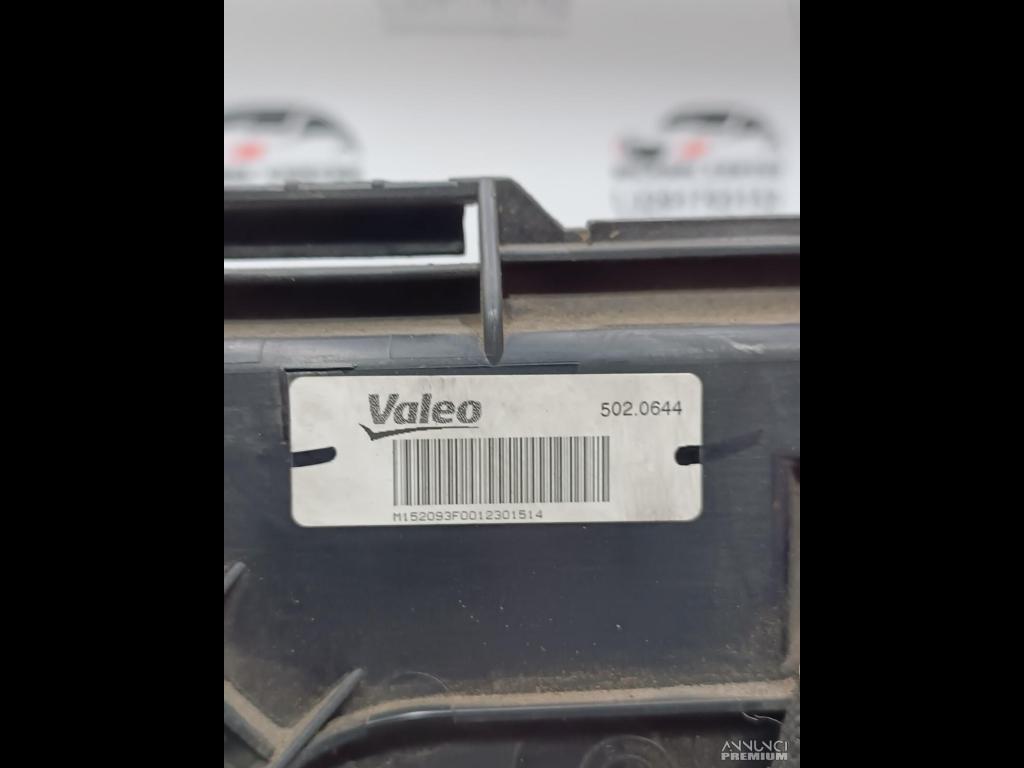 Valeo
502.0644
M152093F0012301514
ANNUNCI
PREMIUM